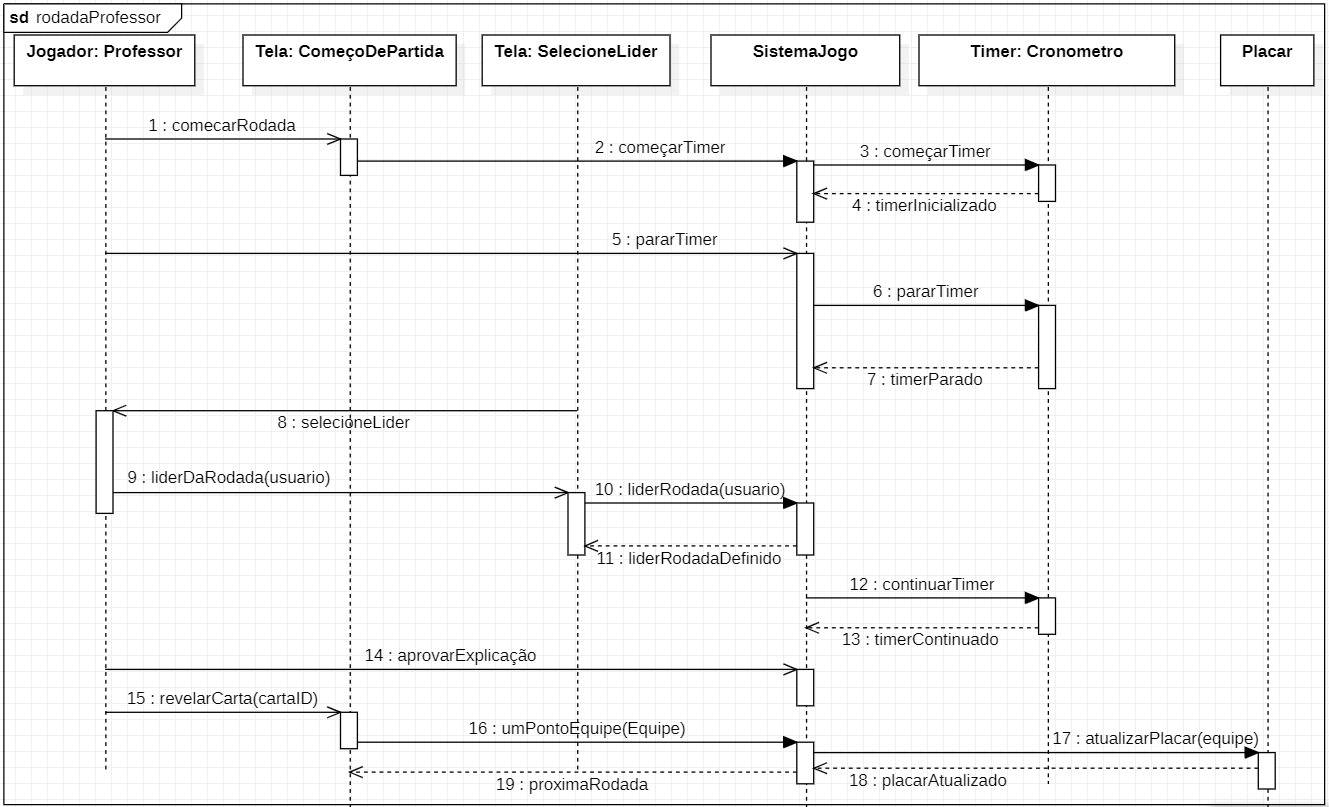 sd rodadaProfessor
Jogador: Professor
Tela: ComeçoDePartida
Tela: SelecioneLider
SistemaJogo
Timer: Cronometro
Placar
1 : comecarRodada
2 : começarTimer
3 : começarTimer
4 : timerInicializado
5 : pararTimer
6 : pararTimer
7 : timerParado
8 : selecioneLider
9 : liderDaRodada(usuario)
10 : liderRodada(usuario)
11 : liderRodadaDefinido
12 : continuarTimer
13 : timerContinuado
14 : aprovarExplicação
15 : revelarCarta(cartaID)
16 : umPontoEquipe(Equipe)
17 : atualizarPlacar(equipe)
18 : placarAtualizado
19 : proximaRodada